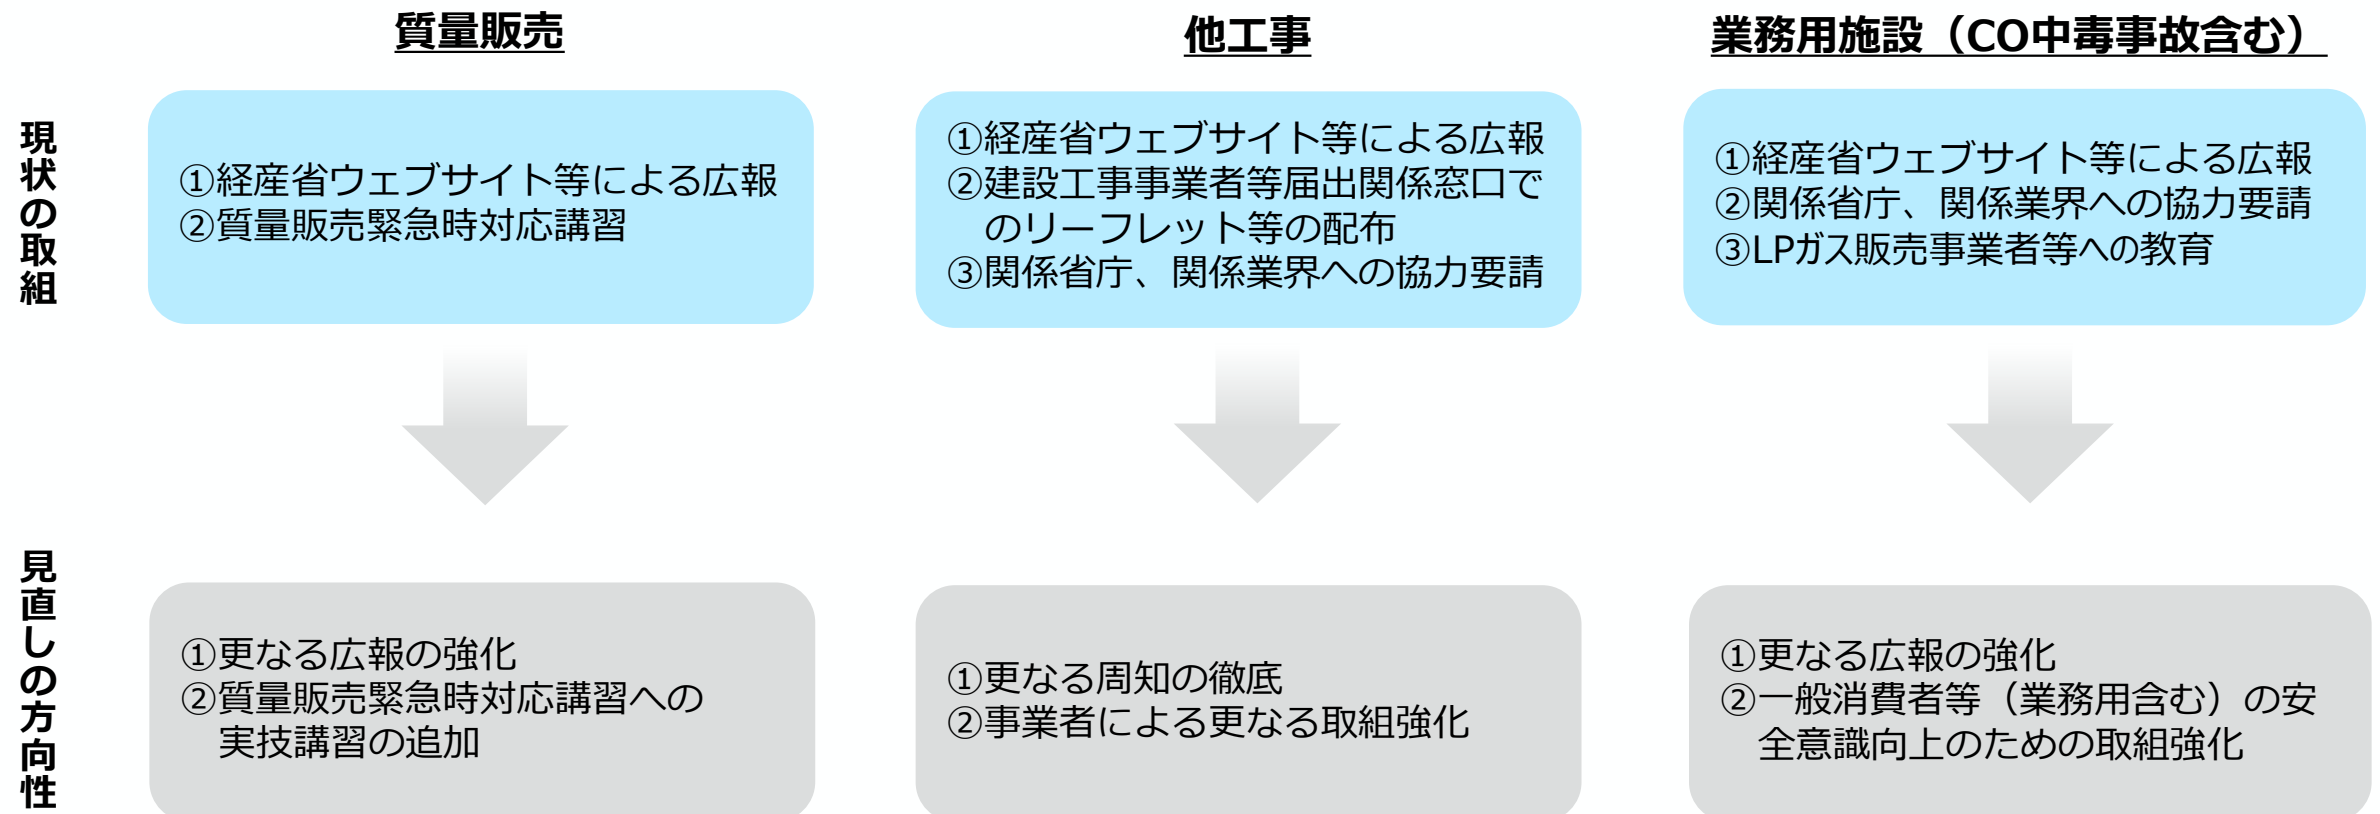 質量販売
他工事
業務用施設（CO中毒事故含む）
現状の取組
①経産省ウェブサイト等による広報
②質量販売緊急時対応講習
①経産省ウェブサイト等による広報
②建設工事事業者等届出関係窓口で
のリーフレット等の配布
③関係省庁、関係業界への協力要請
①経産省ウェブサイト等による広報
②関係省庁、関係業界への協力要請
③LPガス販売事業者等への教育
見直しの方向性
①更なる広報の強化
②質量販売緊急時対応講習への
実技講習の追加
①更なる周知の徹底
②事業者による更なる取組強化
①更なる広報の強化
②一般消費者等（業務用含む）の安
全意識向上のための取組強化